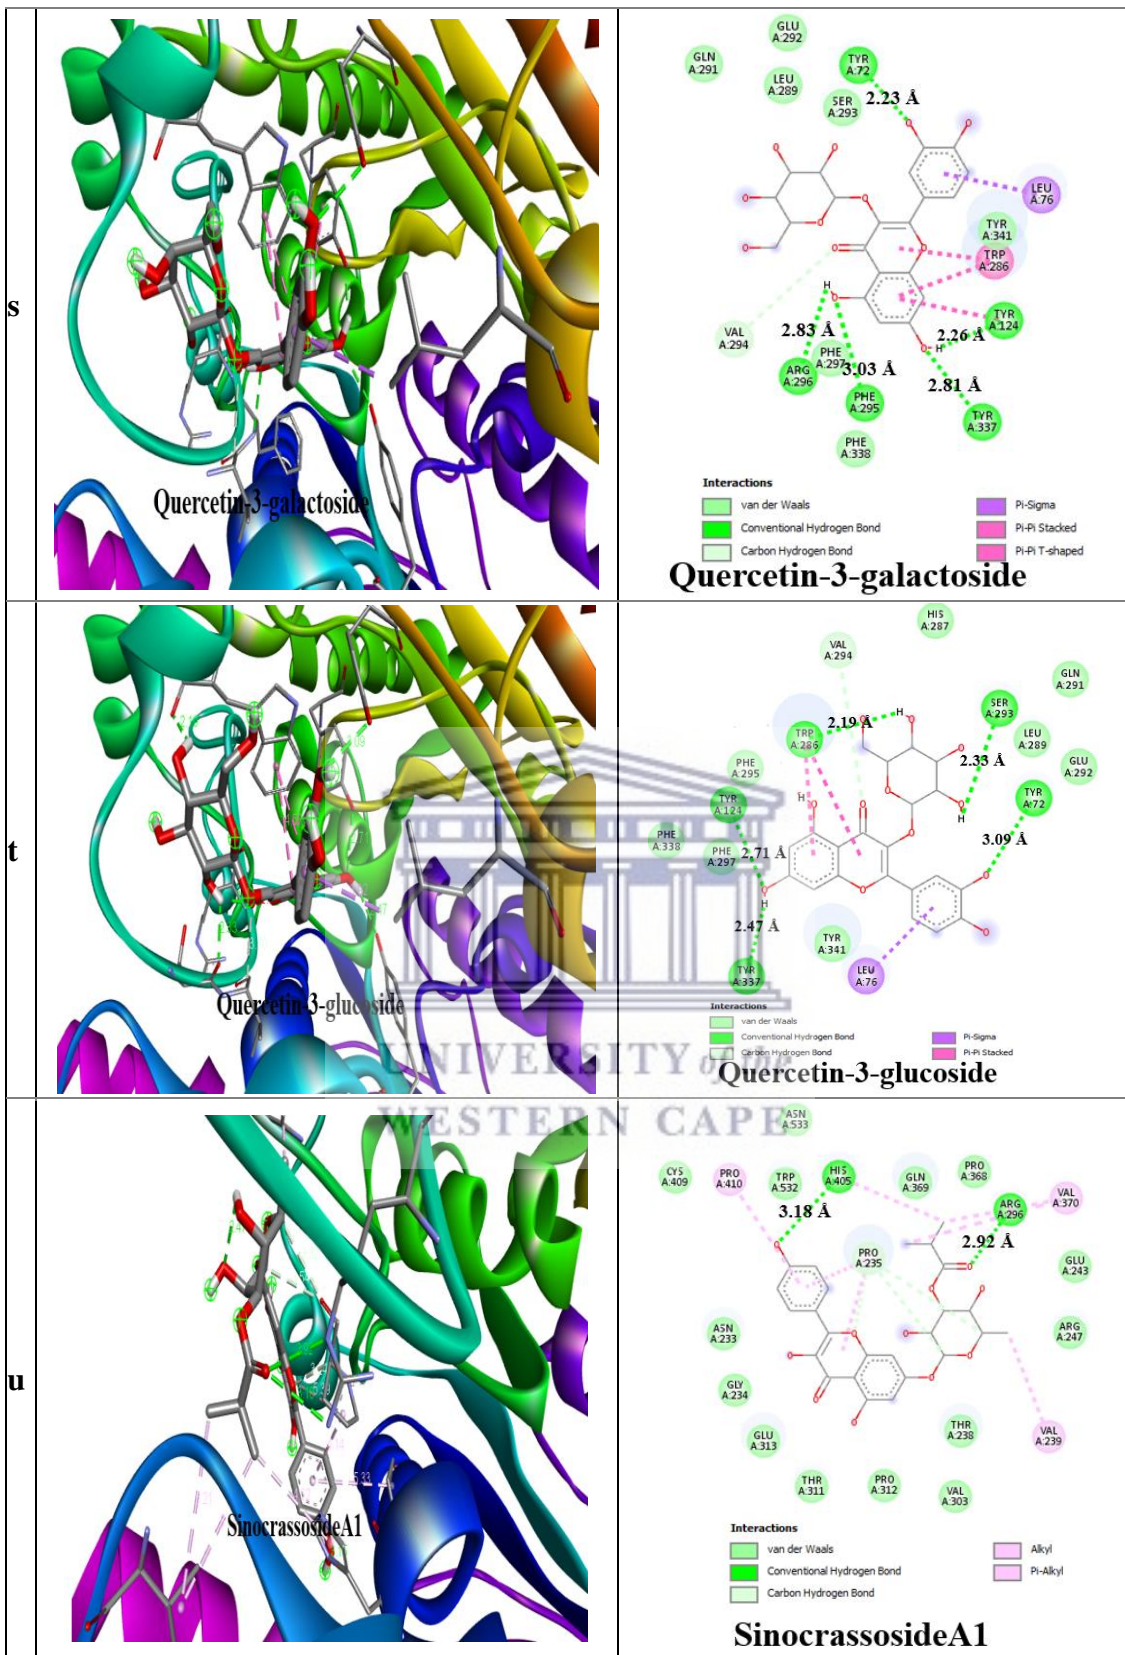 s
Quercetin-3-galactoside
GLU
A:292
GLN
A:291
LEU
A:289
TYR
A:72
SER
A:293
2.23 Å
LEU
A:76
TYR
A:341
TRP
A:286
TYR
A:124
2.26 Å
VAL
A:294
2.83 Å
PHE
A:297
ARG
A:296
3.03 Å
PHE
A:295
2.81 Å
TYR
A:337
PHE
A:338
Interactions
van der Waals
Conventional Hydrogen Bond
Carbon Hydrogen Bond
Pi-Sigma
Pi-Pi Stacked
Pi-Pi T-shaped
Quercetin-3-galactoside
t
Quercetin-3-glucoside
HIS
A:287
VAL
A:294
GLN
A:291
SER
A:293
2.19 Å
TRP
A:286
LEU
A:289
2.33 Å
GLU
A:292
PHE
A:295
TYR
A:124
TYR
A:72
PHE
A:338
PHE
A:297
2.71 Å
3.09 Å
2.47 Å
TYR
A:341
TYR
A:337
LEU
A:76
Interactions
van der Waals
Conventional Hydrogen Bond
Carbon Hydrogen Bond
Pi-Sigma
Pi-Pi Stacked
Quercetin-3-glucoside
UNIVERSITY of the
WESTERN CAPE
u
SinocrassosideA1
ASN
A:533
CYS
A:409
PRO
A:410
TRP
A:532
HIS
A:405
GLN
A:369
PRO
A:368
ARG
A:296
VAL
A:370
3.18 Å
2.92 Å
PRO
A:235
GLU
A:243
ASN
A:233
ARG
A:247
GLY
A:234
GLU
A:313
THR
A:238
VAL
A:239
THR
A:311
PRO
A:312
VAL
A:303
Interactions
van der Waals
Conventional Hydrogen Bond
Carbon Hydrogen Bond
Alkyl
Pi-Alkyl
SinocrassosideA1